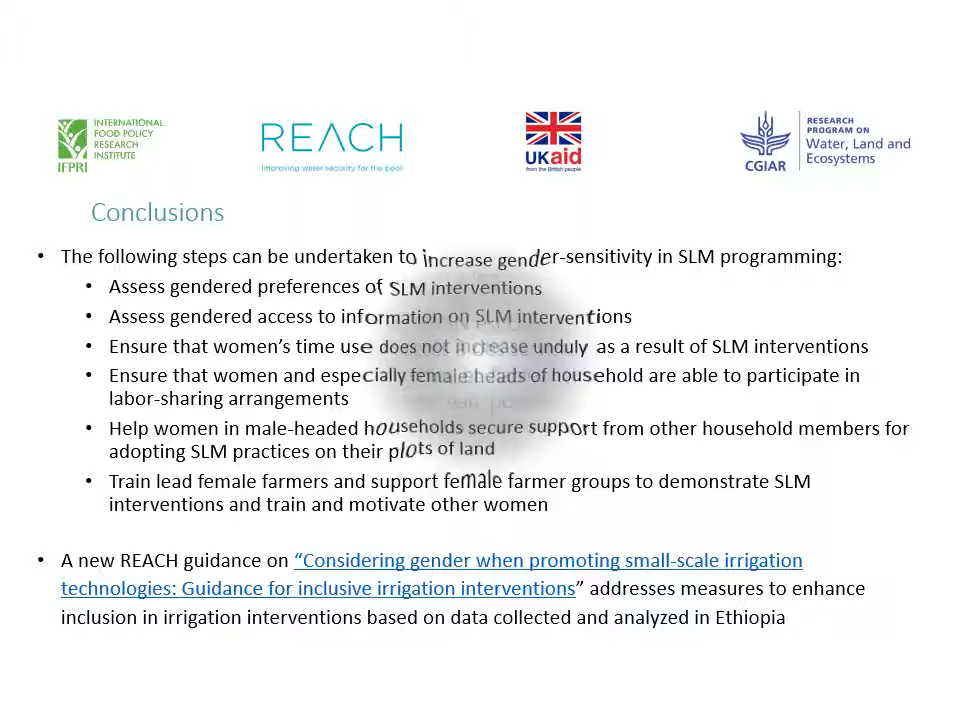 INTERNATIONAL
FOOD POLICY
RESEARCH
INSTITUTE
IFPRI
REACH
Improving water security for the poor
UKaid
from the British people
CGIAR
RESEARCH
PROGRAM ON
Water, Land and
Ecosystems
Conclusions
• The following steps can be undertaken to increase gender-sensitivity in SLM programming:
• Assess gendered preferences of SLM interventions
• Assess gendered access to information on SLM interventions
• Ensure that women’s time use does not increase unduly as a result of SLM interventions
• Ensure that women and especially female heads of household are able to participate in
labor-sharing arrangements
• Help women in male-headed households secure support from other household members for
adopting SLM practices on their plots of land
• Train lead female farmers and support female farmer groups to demonstrate SLM
interventions and train and motivate other women
• A new REACH guidance on “Considering gender when promoting small-scale irrigation
technologies: Guidance for inclusive irrigation interventions” addresses measures to enhance
inclusion in irrigation interventions based on data collected and analyzed in Ethiopia